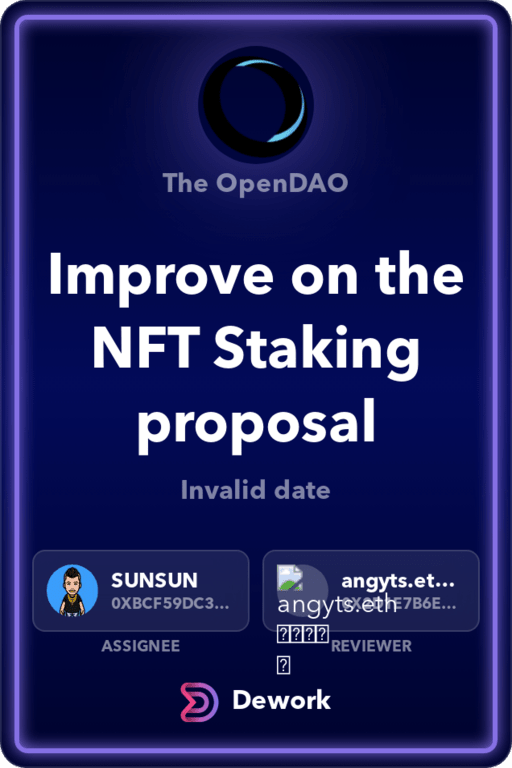 The OpenDAO
Improve on the
NFT Staking
proposal
Invalid date
SUNSUN
0XBCF59DC3...
angyts.et...
angyts.eth
ASSIGNEE
REVIEWER
Dework